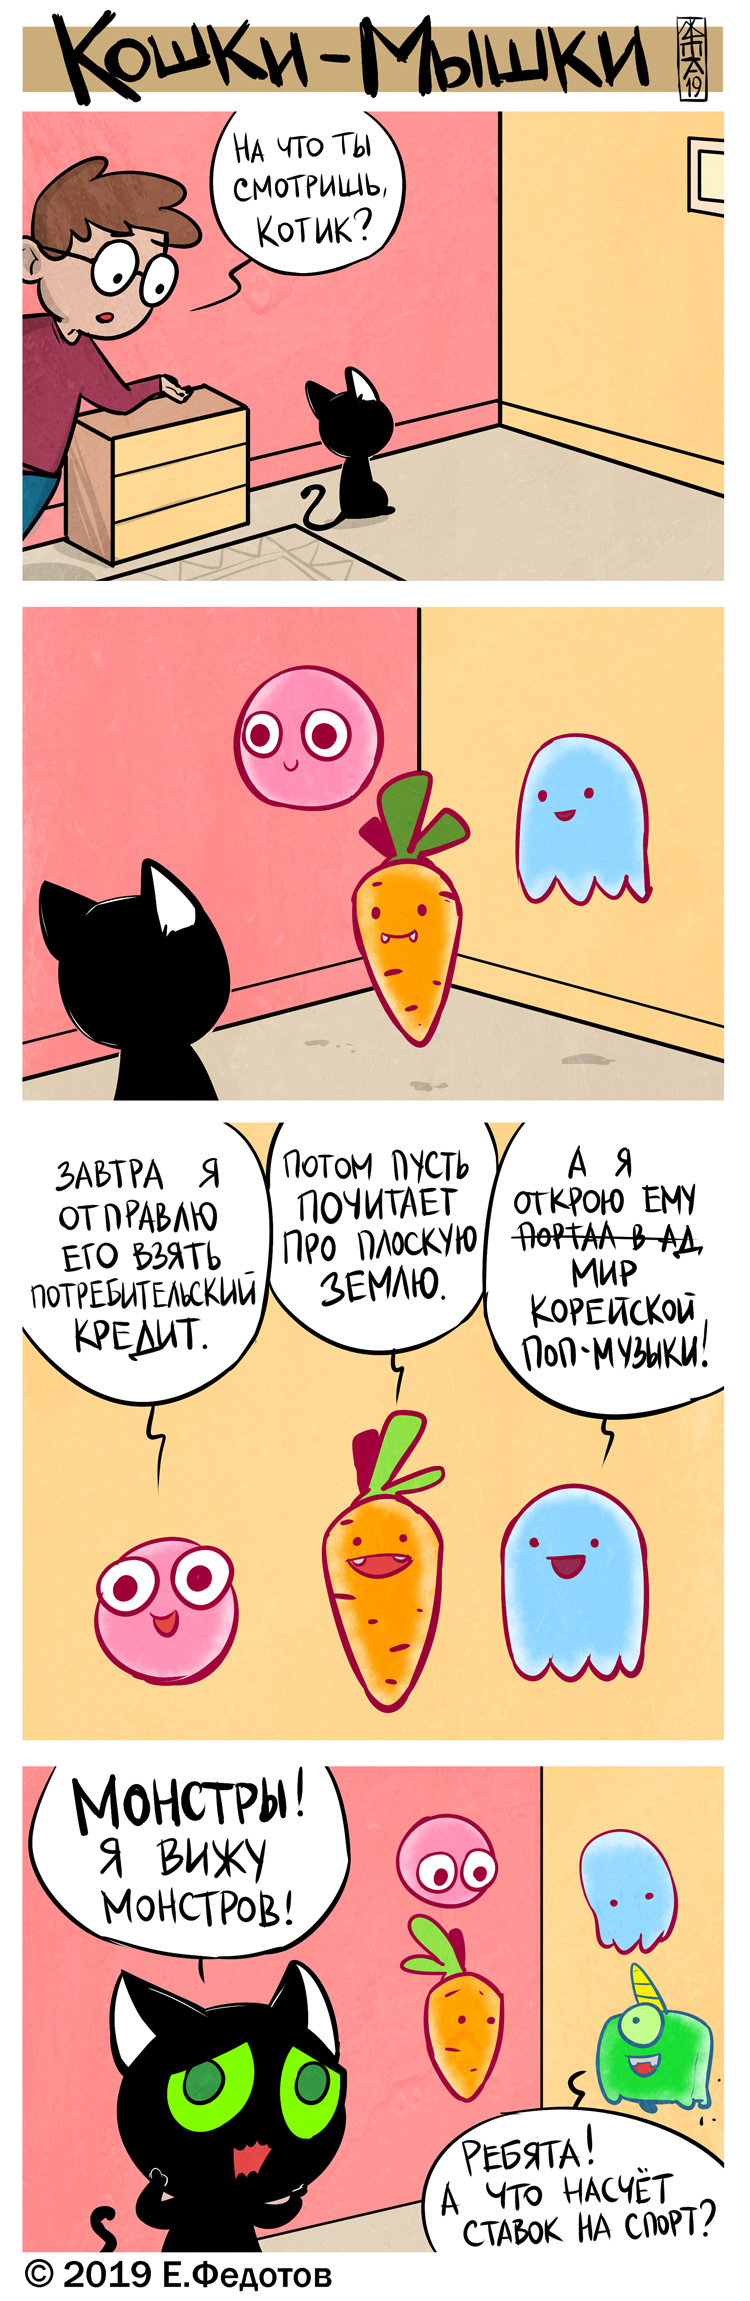 Кошки-Мышки
ЖЕТА
19
На что ты
смотришь,
котик?
Завтра я
отправлю
его взять
потребительский
кредит.
Потом пусть
почитает
про плоскую
Землю.
А я
открою ему
портал в ад
мир
корейской
поп-музыки!
Монстры!
Я вижу
монстров!
Ребята!
А что насчёт
ставок на спорт?
© 2019 Е.Федотов